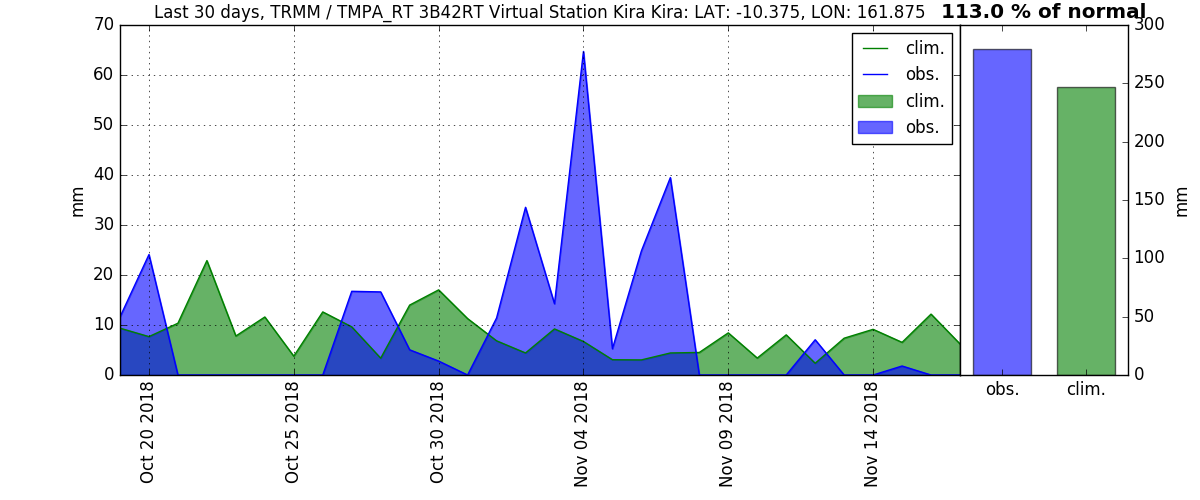 Last 30 days, TRMM / TMPA_RT 3B42RT Virtual Station Kira Kira: LAT: -10.375, LON: 161.875
113.0 % of normal
70
60
50
40
30
20
10
0
mm
clim.
obs.
clim.
obs.
Oct 20 2018
Oct 25 2018
Oct 30 2018
Nov 04 2018
Nov 09 2018
Nov 14 2018
300
250
200
150
100
50
0
mm
obs.
clim.